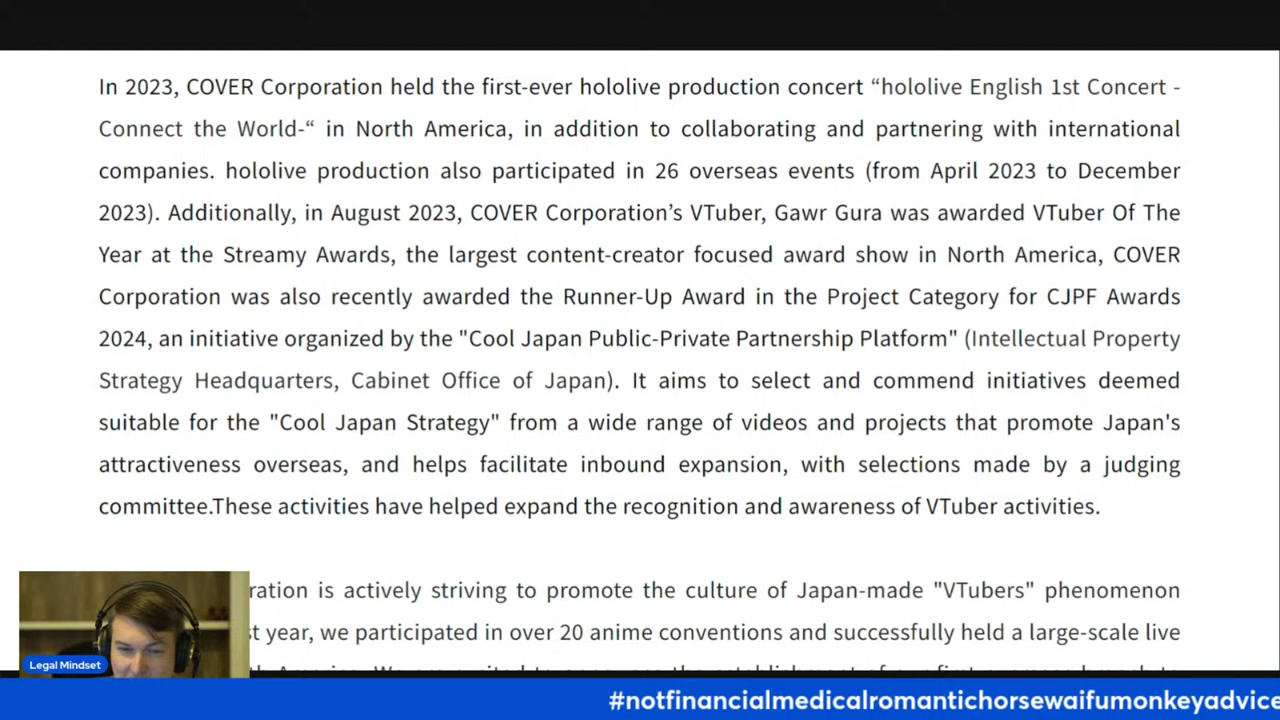 In 2023, COVER Corporation held the first-ever hololive production concert “hololive English 1st Concert -
Connect the World-“ in North America, in addition to collaborating and partnering with international
companies. hololive production also participated in 26 overseas events (from April 2023 to December
2023). Additionally, in August 2023, COVER Corporation’s VTuber, Gawr Gura was awarded VTuber Of The
Year at the Streamy Awards, the largest content-creator focused award show in North America, COVER
Corporation was also recently awarded the Runner-Up Award in the Project Category for CJPF Awards
2024, an initiative organized by the "Cool Japan Public-Private Partnership Platform" (Intellectual Property
Strategy Headquarters, Cabinet Office of Japan). It aims to select and commend initiatives deemed
suitable for the "Cool Japan Strategy" from a wide range of videos and projects that promote Japan's
attractiveness overseas, and helps facilitate inbound expansion, with selections made by a judging
committee.These activities have helped expand the recognition and awareness of VTuber activities.
ration is actively striving to promote the culture of Japan-made "VTubers" phenomenon
st year, we participated in over 20 anime conventions and successfully held a large-scale live
Legal Mindset
#notfinancialmedicalromantichorsewaifumonkeyadvice